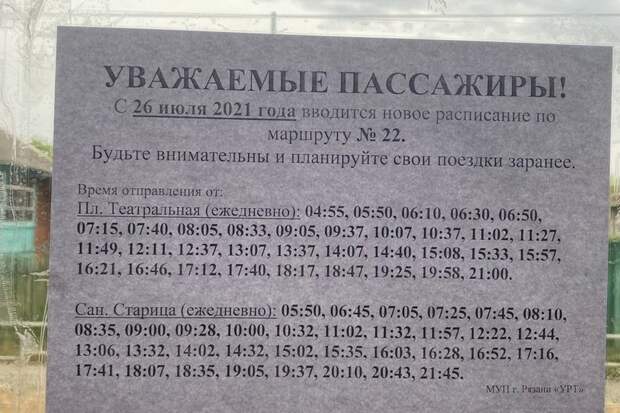 УВАЖАЕМЫЕ ПАССАЖИРЫ!
С 26 июля 2021 года вводится новое расписание по
маршруту № 22.
Будьте внимательны и планируйте свои поездки заранее.
Время отправления от:
Пл. Театральная (ежедневно): 04:55, 05:50, 06:10, 06:30, 06:50,
07:15, 07:40, 08:05, 08:33, 09:05, 09:37, 10:07, 10:37, 11:02, 11:27,
11:49, 12:11, 12:37, 13:07, 13:37, 14:07, 14:40, 15:08, 15:33, 15:57,
16:21, 16:46, 17:12, 17:40, 18:17, 18:47, 19:25, 19:58, 21:00.
Сан. Старица (ежедневно): 05:50, 06:45, 07:05, 07:25, 07:45, 08:10,
08:35, 09:00, 09:28, 10:00, 10:32, 11:02, 11:32, 11:57, 12:22, 12:44,
13:06, 13:32, 14:02, 14:32, 15:02, 15:35, 16:03, 16:28, 16:52, 17:16,
17:41, 18:07, 18:35, 19:05, 19:37, 20:10, 20:43, 21:45.
МУП г. Рязани «УРТ»